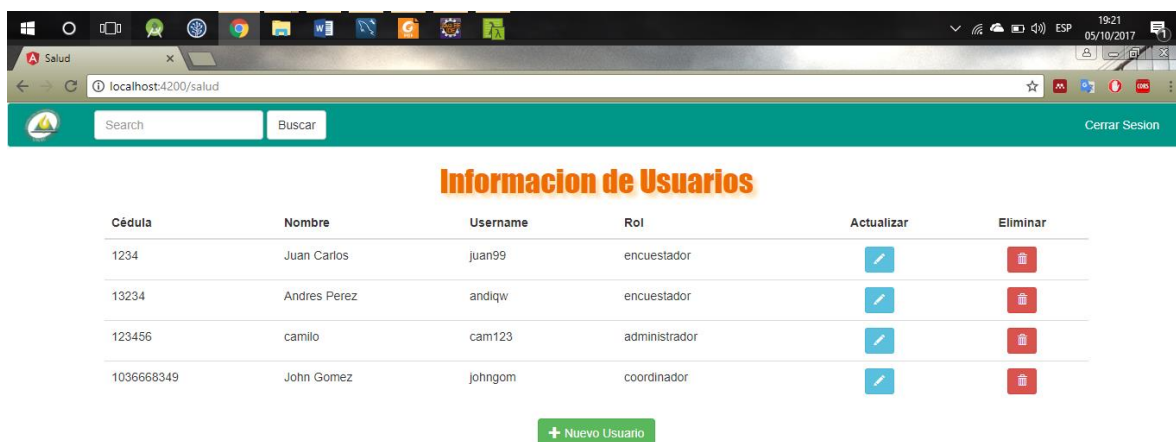 ESP
19:21
05/10/2017
Salud
localhost:4200/salud
CORS
Search
Buscar
Cerrar Sesion
Informacion de Usuarios
Cédula Nombre Username Rol Actualizar Eliminar
1234 Juan Carlos juan99 encuestador
13234 Andres Perez andiqw encuestador
123456 camilo cam123 administrador
1036668349 John Gomez johngom coordinador
+ Nuevo Usuario